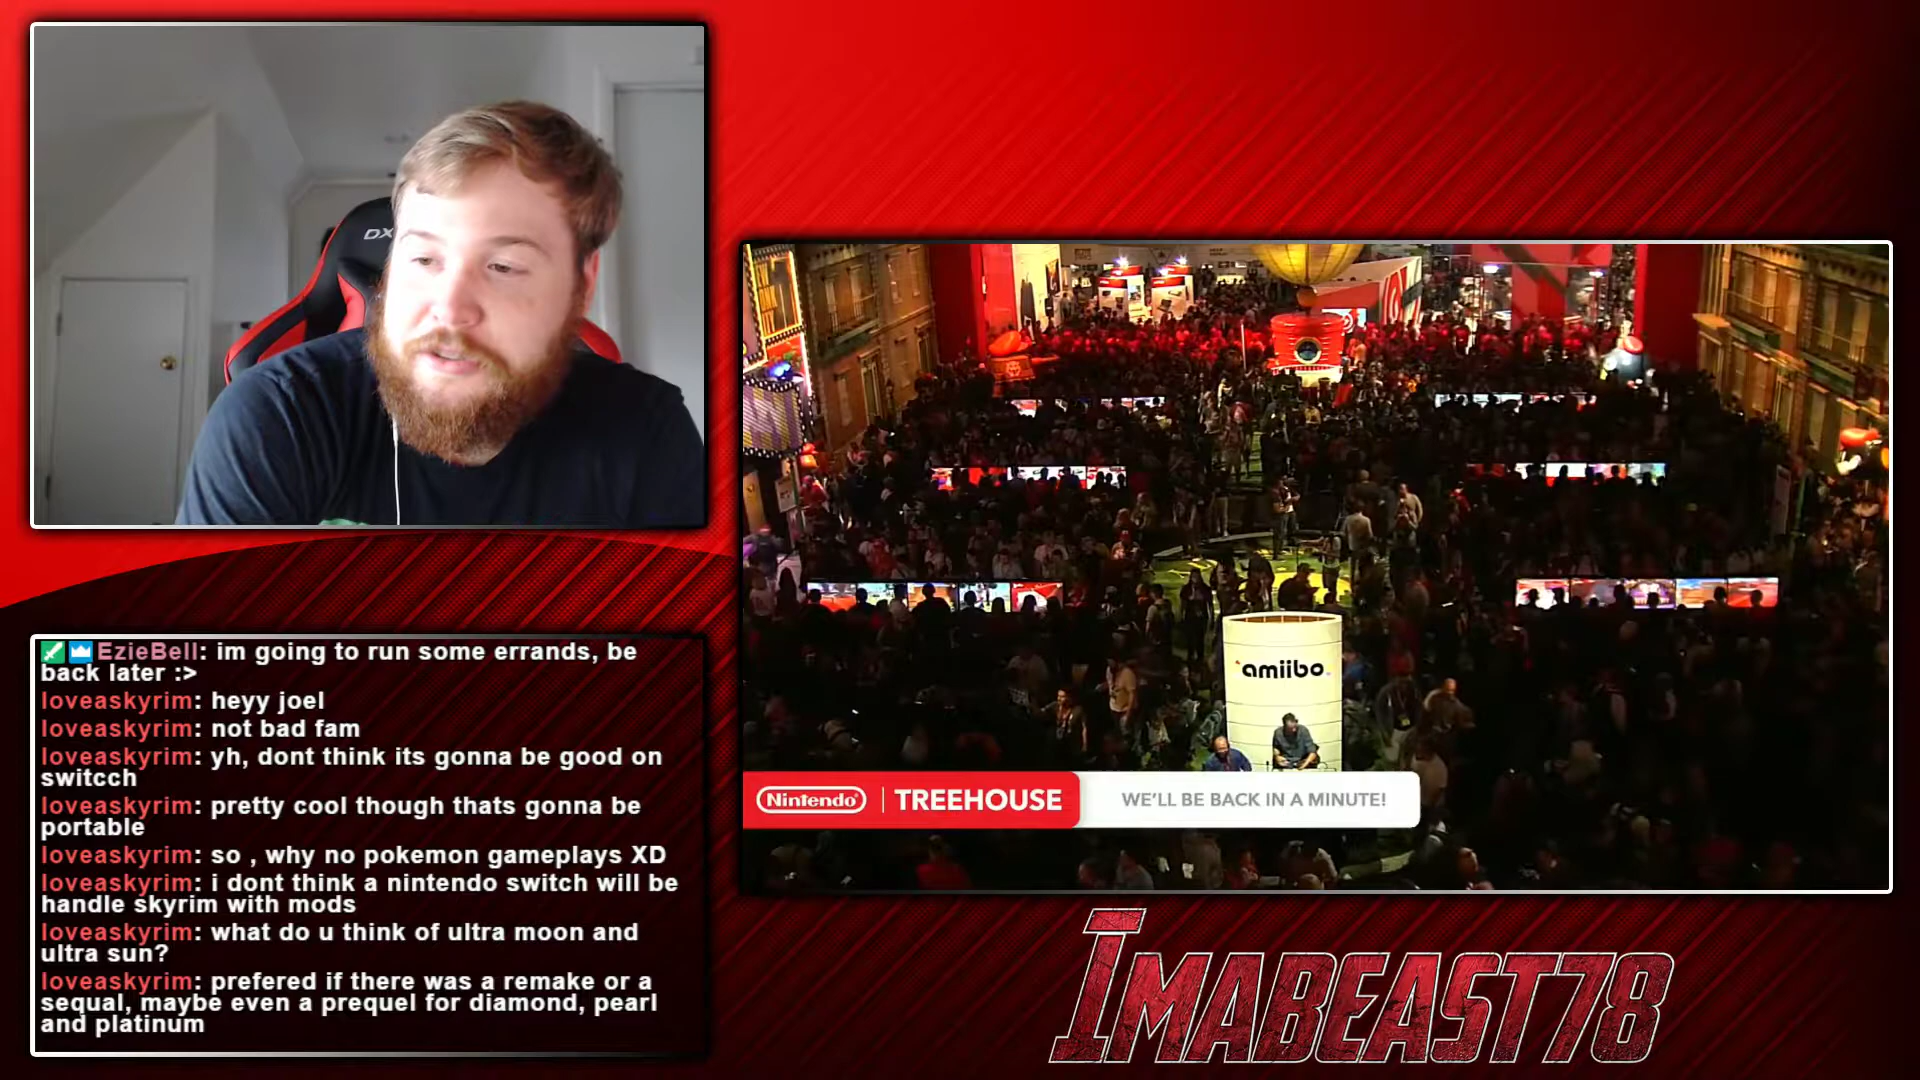 DX
EzieBell: im going to run some errands, be
back later :>
loveaskyrim: heyy joel
loveaskyrim: not bad fam
loveaskyrim: yh, dont think its gonna be good on
switcch
loveaskyrim: pretty cool though thats gonna be
portable
loveaskyrim: so , why no pokemon gameplays XD
loveaskyrim: i dont think a nintendo switch will be
handle skyrim with mods
loveaskyrim: what do u think of ultra moon and
ultra sun?
loveaskyrim: prefered if there was a remake or a
sequal, maybe even a prequel for diamond, pearl
and platinum
amiibo
Nintendo TREEHOUSE WE'LL BE BACK IN A MINUTE!
IMABEAST78